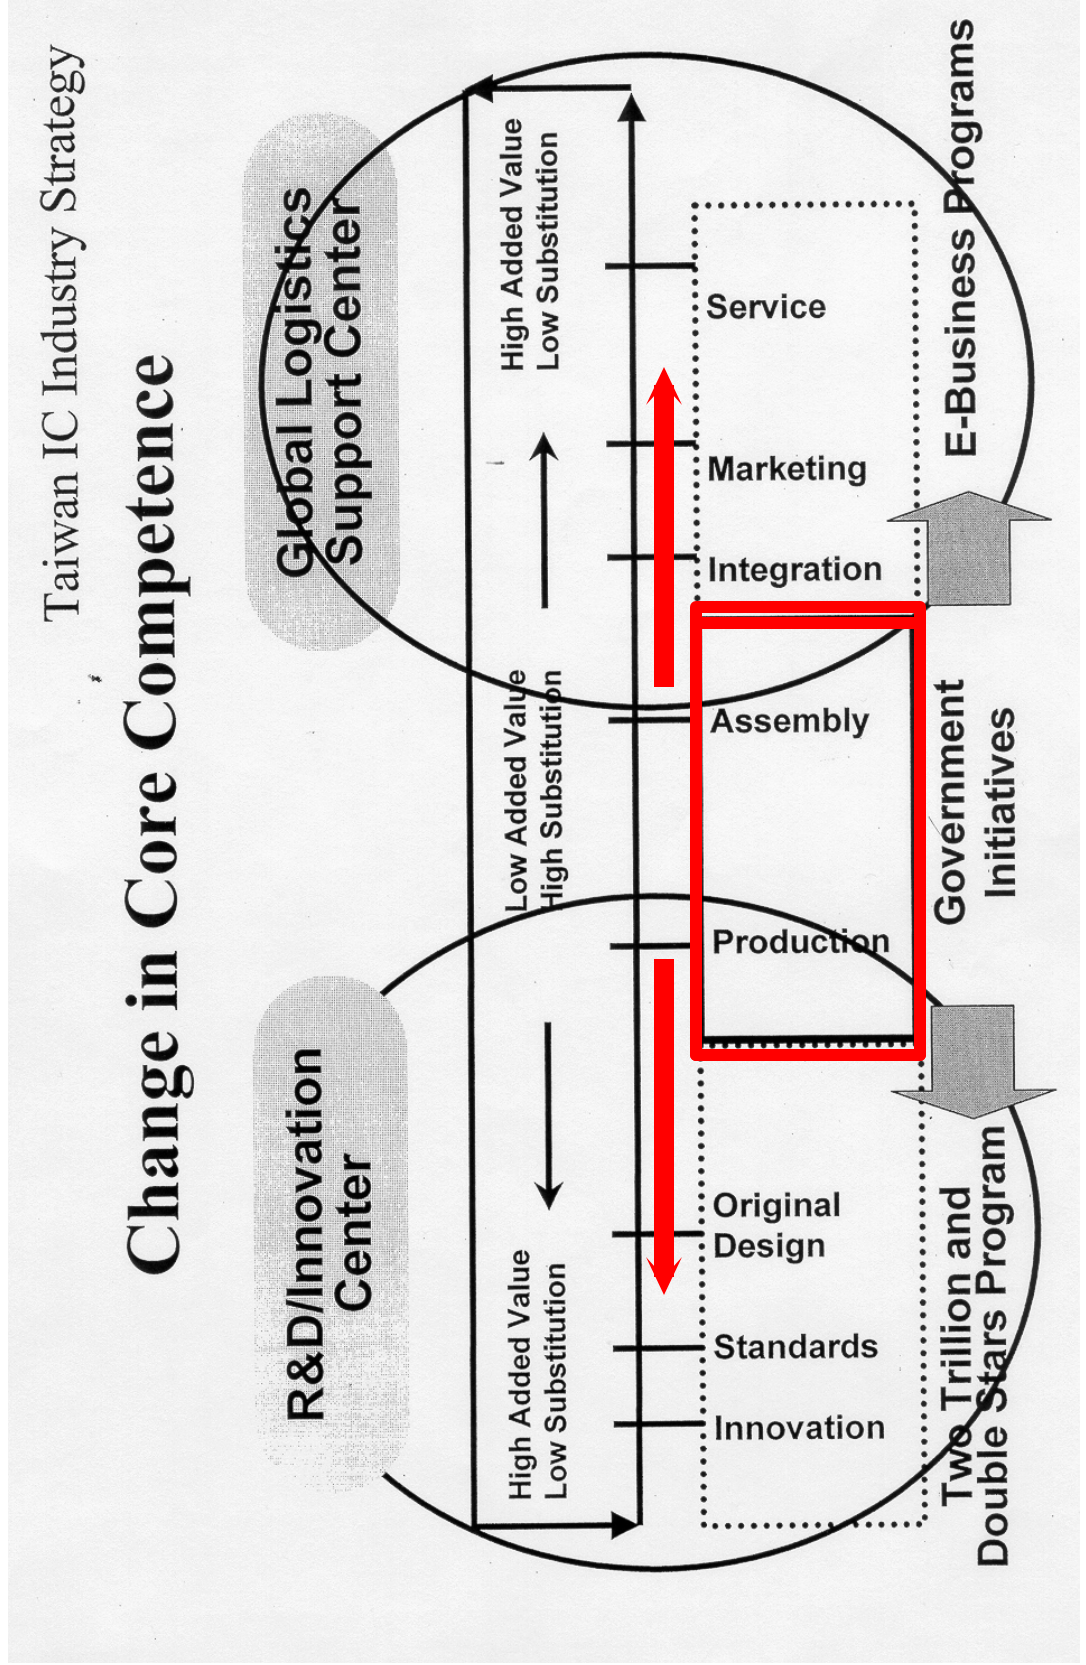 Taiwan IC Industry Strategy
Change in Core Competence
R&D/Innovation
Center
Global Logistics
Support Center
High Added Value
Low Substitution
Low Added Value
High Substitution
High Added Value
Low Substitution
Innovation
Standards
Original
Design
Production
Assembly
Integration
Marketing
Service
Two Trillion and
Double Stars Program
Government
Initiatives
E-Business Programs